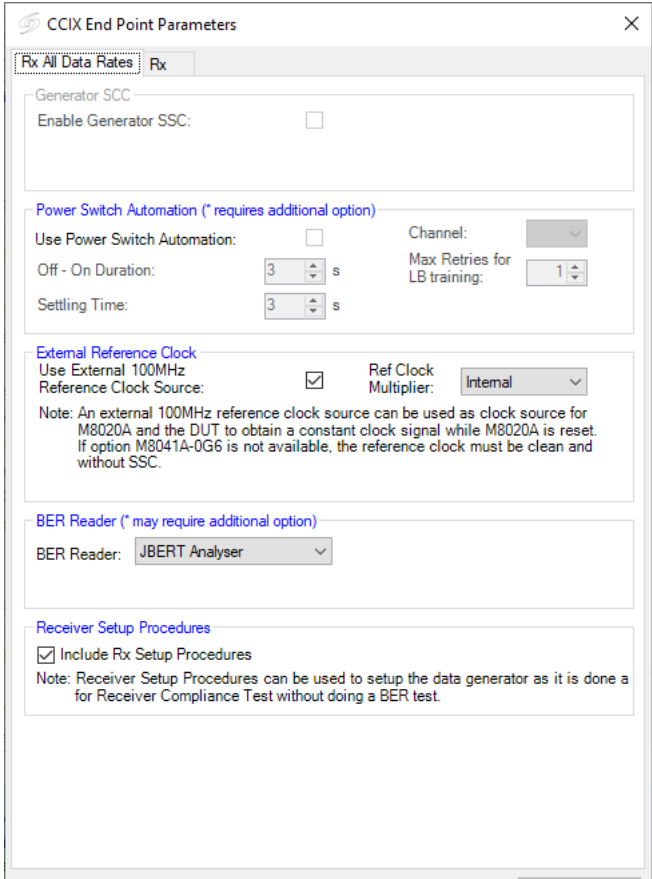 CCIX End Point Parameters
Rx All Data Rates
Rx
Generator SCC
Enable Generator SSC:
Power Switch Automation (* requires additional option)
Use Power Switch Automation:
Channel:
Off - On Duration:
3
s
Max Retries for
LB training:
1
Settling Time:
3
s
External Reference Clock
Use External 100MHz
Reference Clock Source:
Ref Clock
Multiplier:
Internal
Note: An external 100MHz reference clock source can be used as clock source for
M8020A and the DUT to obtain a constant clock signal while M8020A is reset.
If option M8041A-0G6 is not available, the reference clock must be clean and
without SSC.
BER Reader (* may require additional option)
BER Reader:
JBERT Analyser
Receiver Setup Procedures
Include Rx Setup Procedures
Note: Receiver Setup Procedures can be used to setup the data generator as it is done a
for Receiver Compliance Test without doing a BER test.